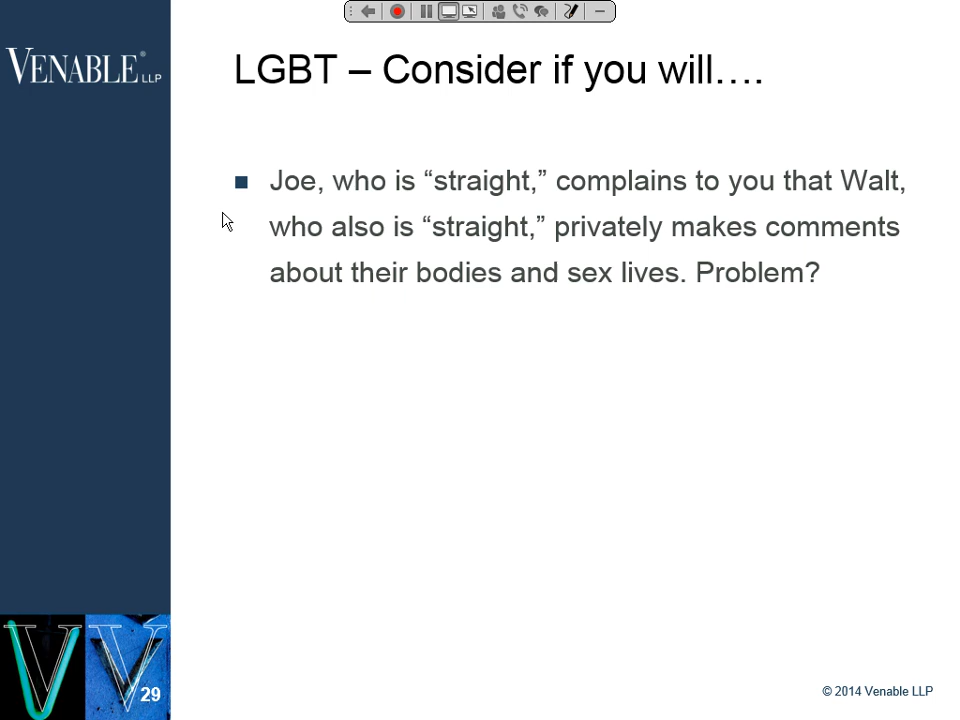 VENABLE® LLP
LGBT – Consider if you will….
Joe, who is “straight,” complains to you that Walt,
who also is “straight,” privately makes comments
about their bodies and sex lives. Problem?
29
© 2014 Venable LLP